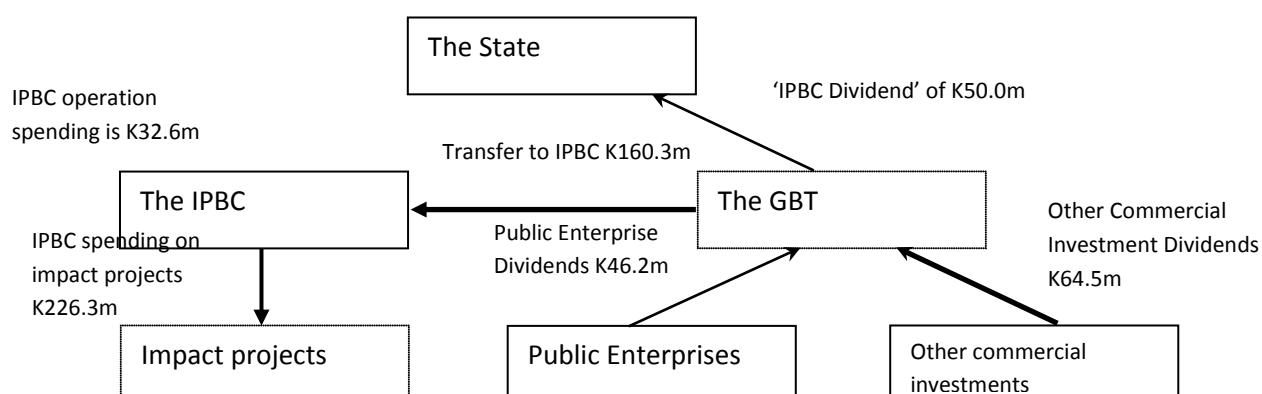 The State
IPBC operation
spending is K32.6m
‘IPBC Dividend’ of K50.0m
Transfer to IPBC K160.3m
The IPBC
The GBT
IPBC spending on
impact projects
K226.3m
Public Enterprise
Dividends K46.2m
Other Commercial
Investment Dividends
K64.5m
Impact projects
Public Enterprises
Other commercial
investments